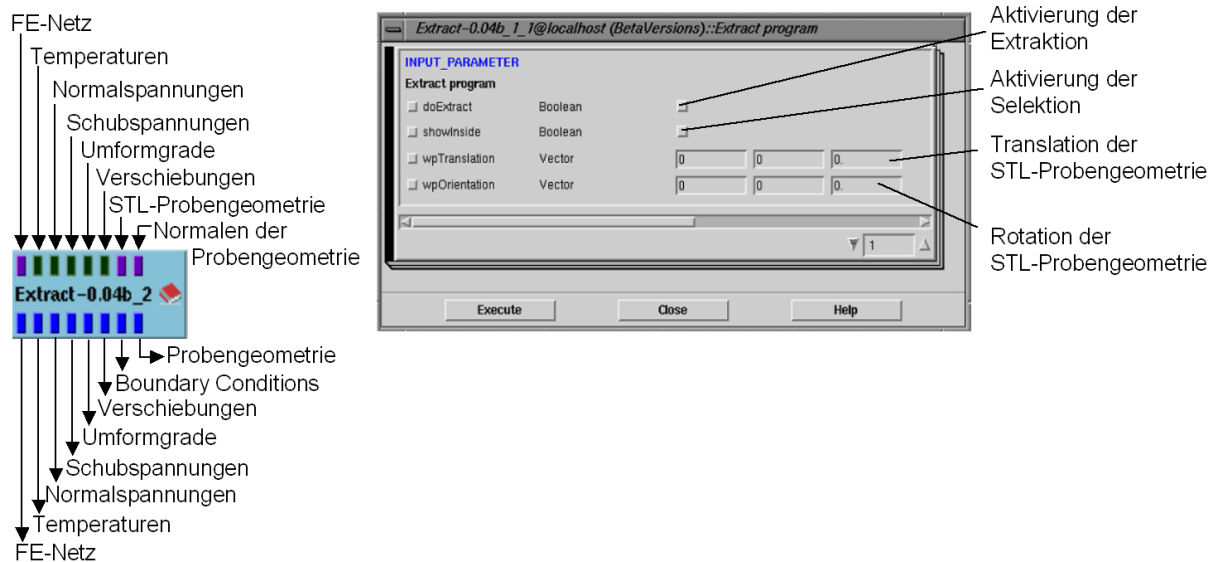 FE-Netz
Temperaturen
Normalspannungen
Schubspannungen
Umformgrade
Verschiebungen
STL-Probengeometrie
Normalen der
Probengeometrie
Extract-0.04b_2
Probengeometrie
Boundary Conditions
Verschiebungen
Umformgrade
Schubspannungen
Normalspannungen
Temperaturen
FE-Netz
Extract-0.04b_1_1@localhost (BetaVersions)::Extract program
INPUT_PARAMETER
Extract program
doExtract Boolean
showInside Boolean
wpTranslation Vector 0 0 0.
wpOrientation Vector 0 0 0.
1
Execute Close Help
Aktivierung der
Extraktion
Aktivierung der
Selektion
Translation der
STL-Probengeometrie
Rotation der
STL-Probengeometrie